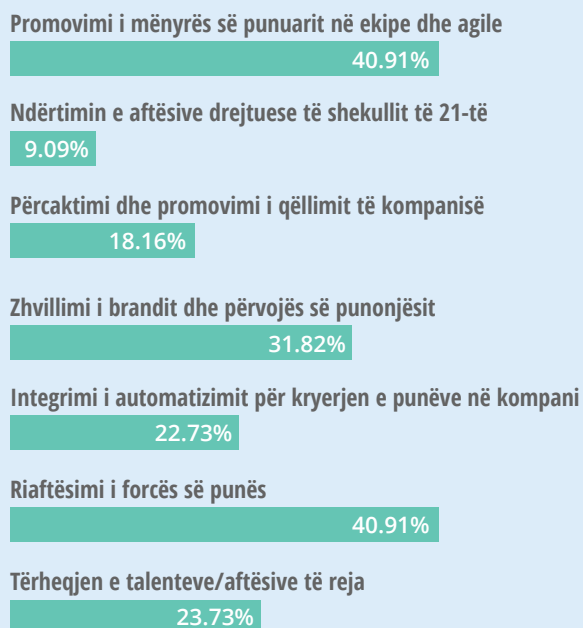 Promovimi i mënyrës së punuarit në ekipe dhe agile
40.91%
Ndërtimin e aftësive drejtuese të shekullit të 21-të
9.09%
Përcaktimi dhe promovimi i qëllimit të kompanisë
18.16%
Zhvillimi i brandit dhe përvojës së punonjësit
31.82%
Integrimi i automatizimit për kryerjen e punëve në kompani
22.73%
Riaftësimi i forcës së punës
40.91%
Tërheqjen e talenteve/aftësive të reja
23.73%